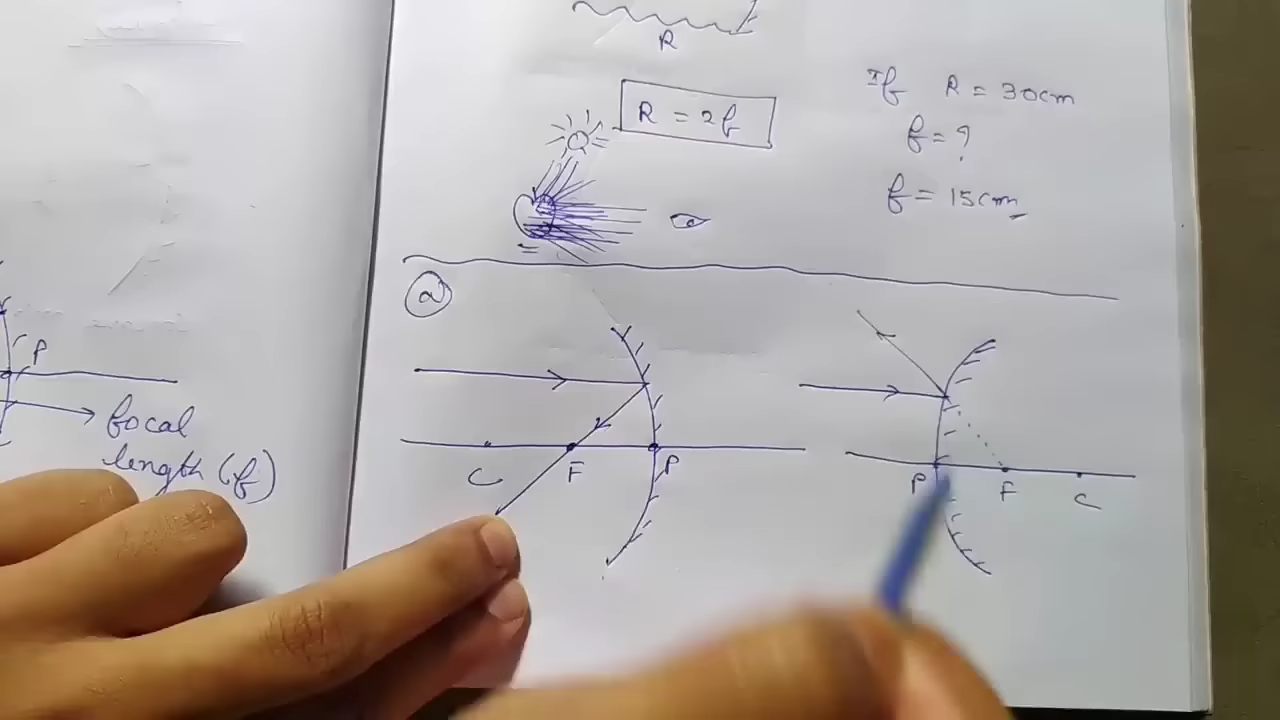 R
R = 2f
If R = 30cm
f = ?
f = 15cm
a
P
focal
length (f)
C F P
P F C